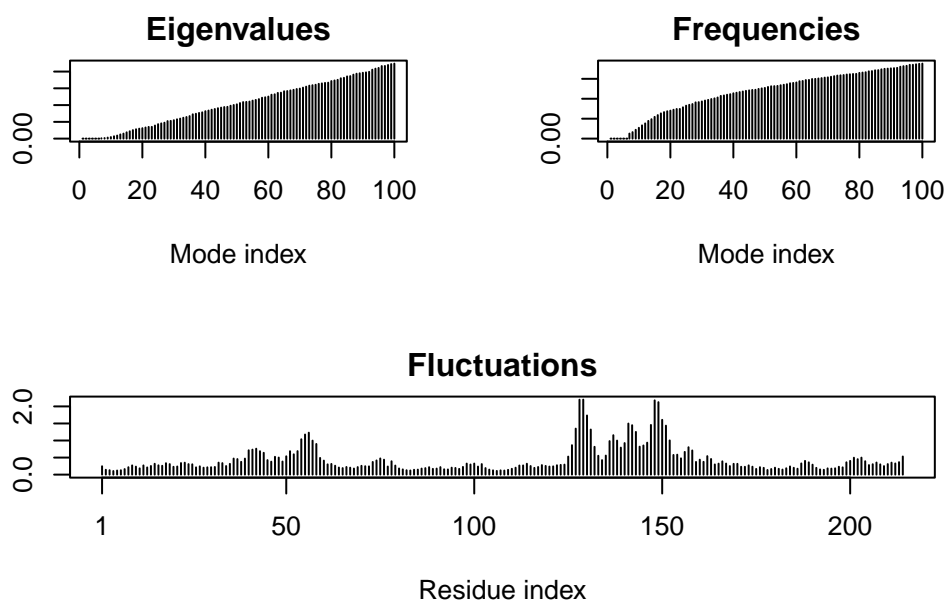 Eigenvalues
0.00
0 20 40 60 80 100
Mode index
Frequencies
0.00
0 20 40 60 80 100
Mode index
Fluctuations
2.0
0.0
1 50 100 150 200
Residue index